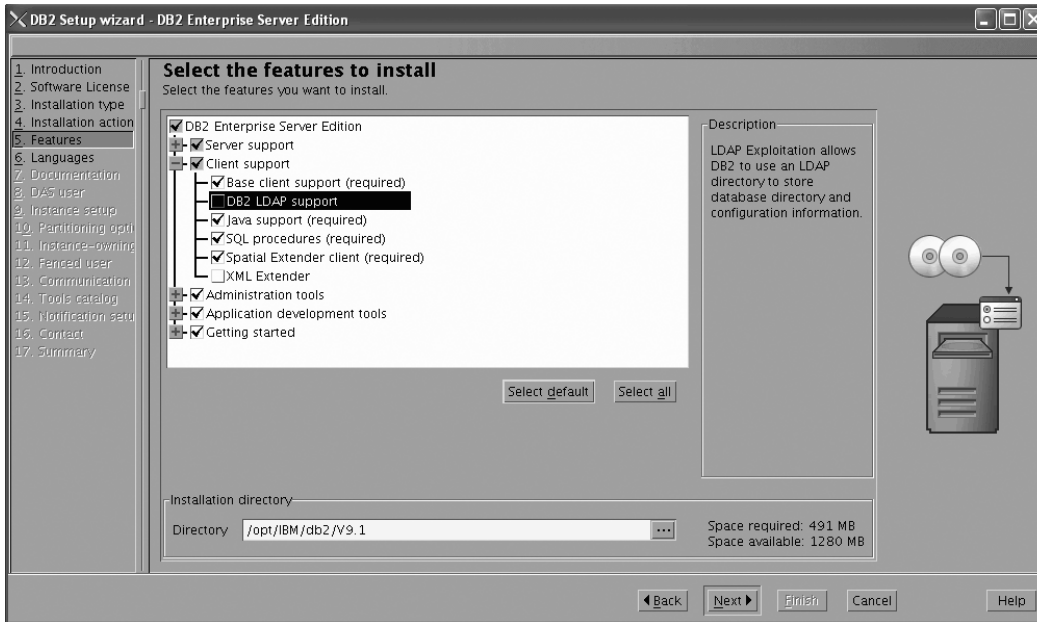 DB2 Setup wizard - DB2 Enterprise Server Edition
1. Introduction
2. Software License
3. Installation type
4. Installation action
5. Features
6. Languages
7. Documentation
8. DAS user
9. Instance setup
10. Partitioning opti
11. Instance-owning
12. Fenced user
13. Communication
14. Tools catalog
15. Notification setu
16. Contact
17. Summary
Select the features to install
Select the features you want to install.
DB2 Enterprise Server Edition
Server support
Client support
Base client support (required)
DB2 LDAP support
Java support (required)
SQL procedures (required)
Spatial Extender client (required)
XML Extender
Administration tools
Application development tools
Getting started
Select default
Select all
Description
LDAP Exploitation allows
DB2 to use an LDAP
directory to store
database directory and
configuration information.
Installation directory
Directory
/opt/IBM/db2/V9.1
...
Space required: 491 MB
Space available: 1280 MB
Back
Next
Finish
Cancel
Help